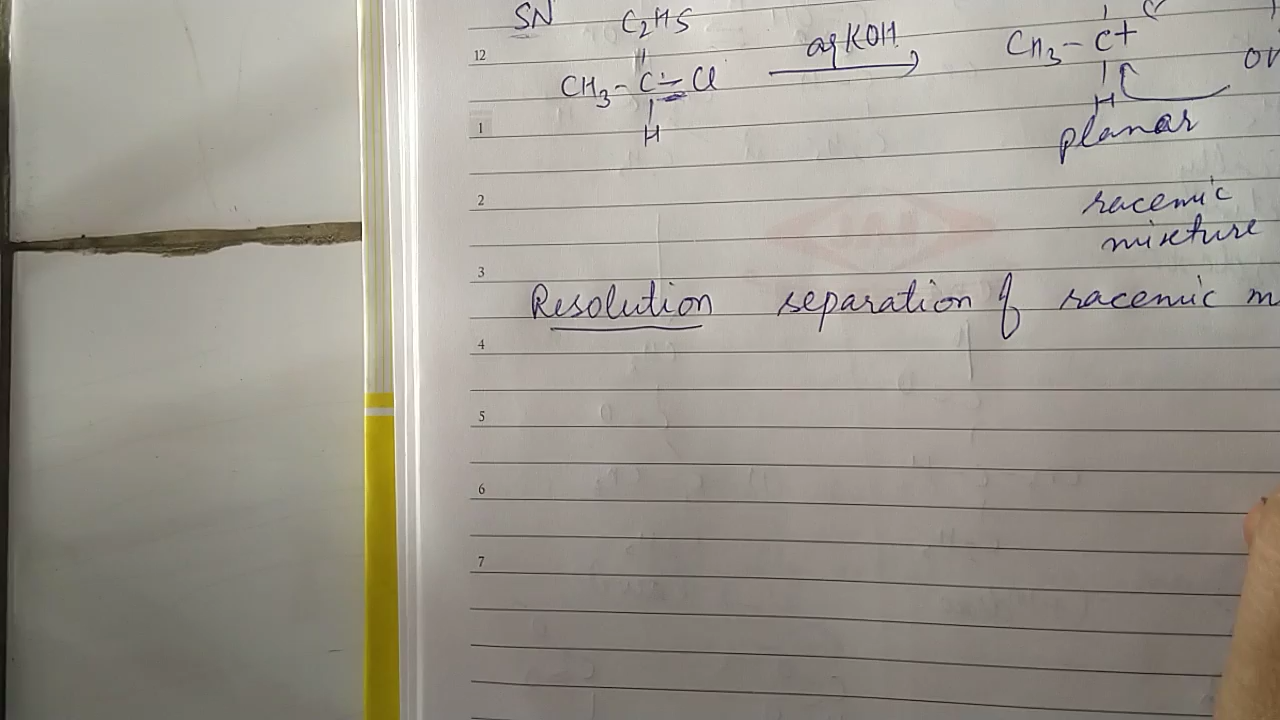 SN
C2H5
12
CH3-C-Cl
aq KOH
CH3-C+
OH
H
H
1
planar
2
racemic
mixture
3
Resolution separation of racemic m
4
5
6
7